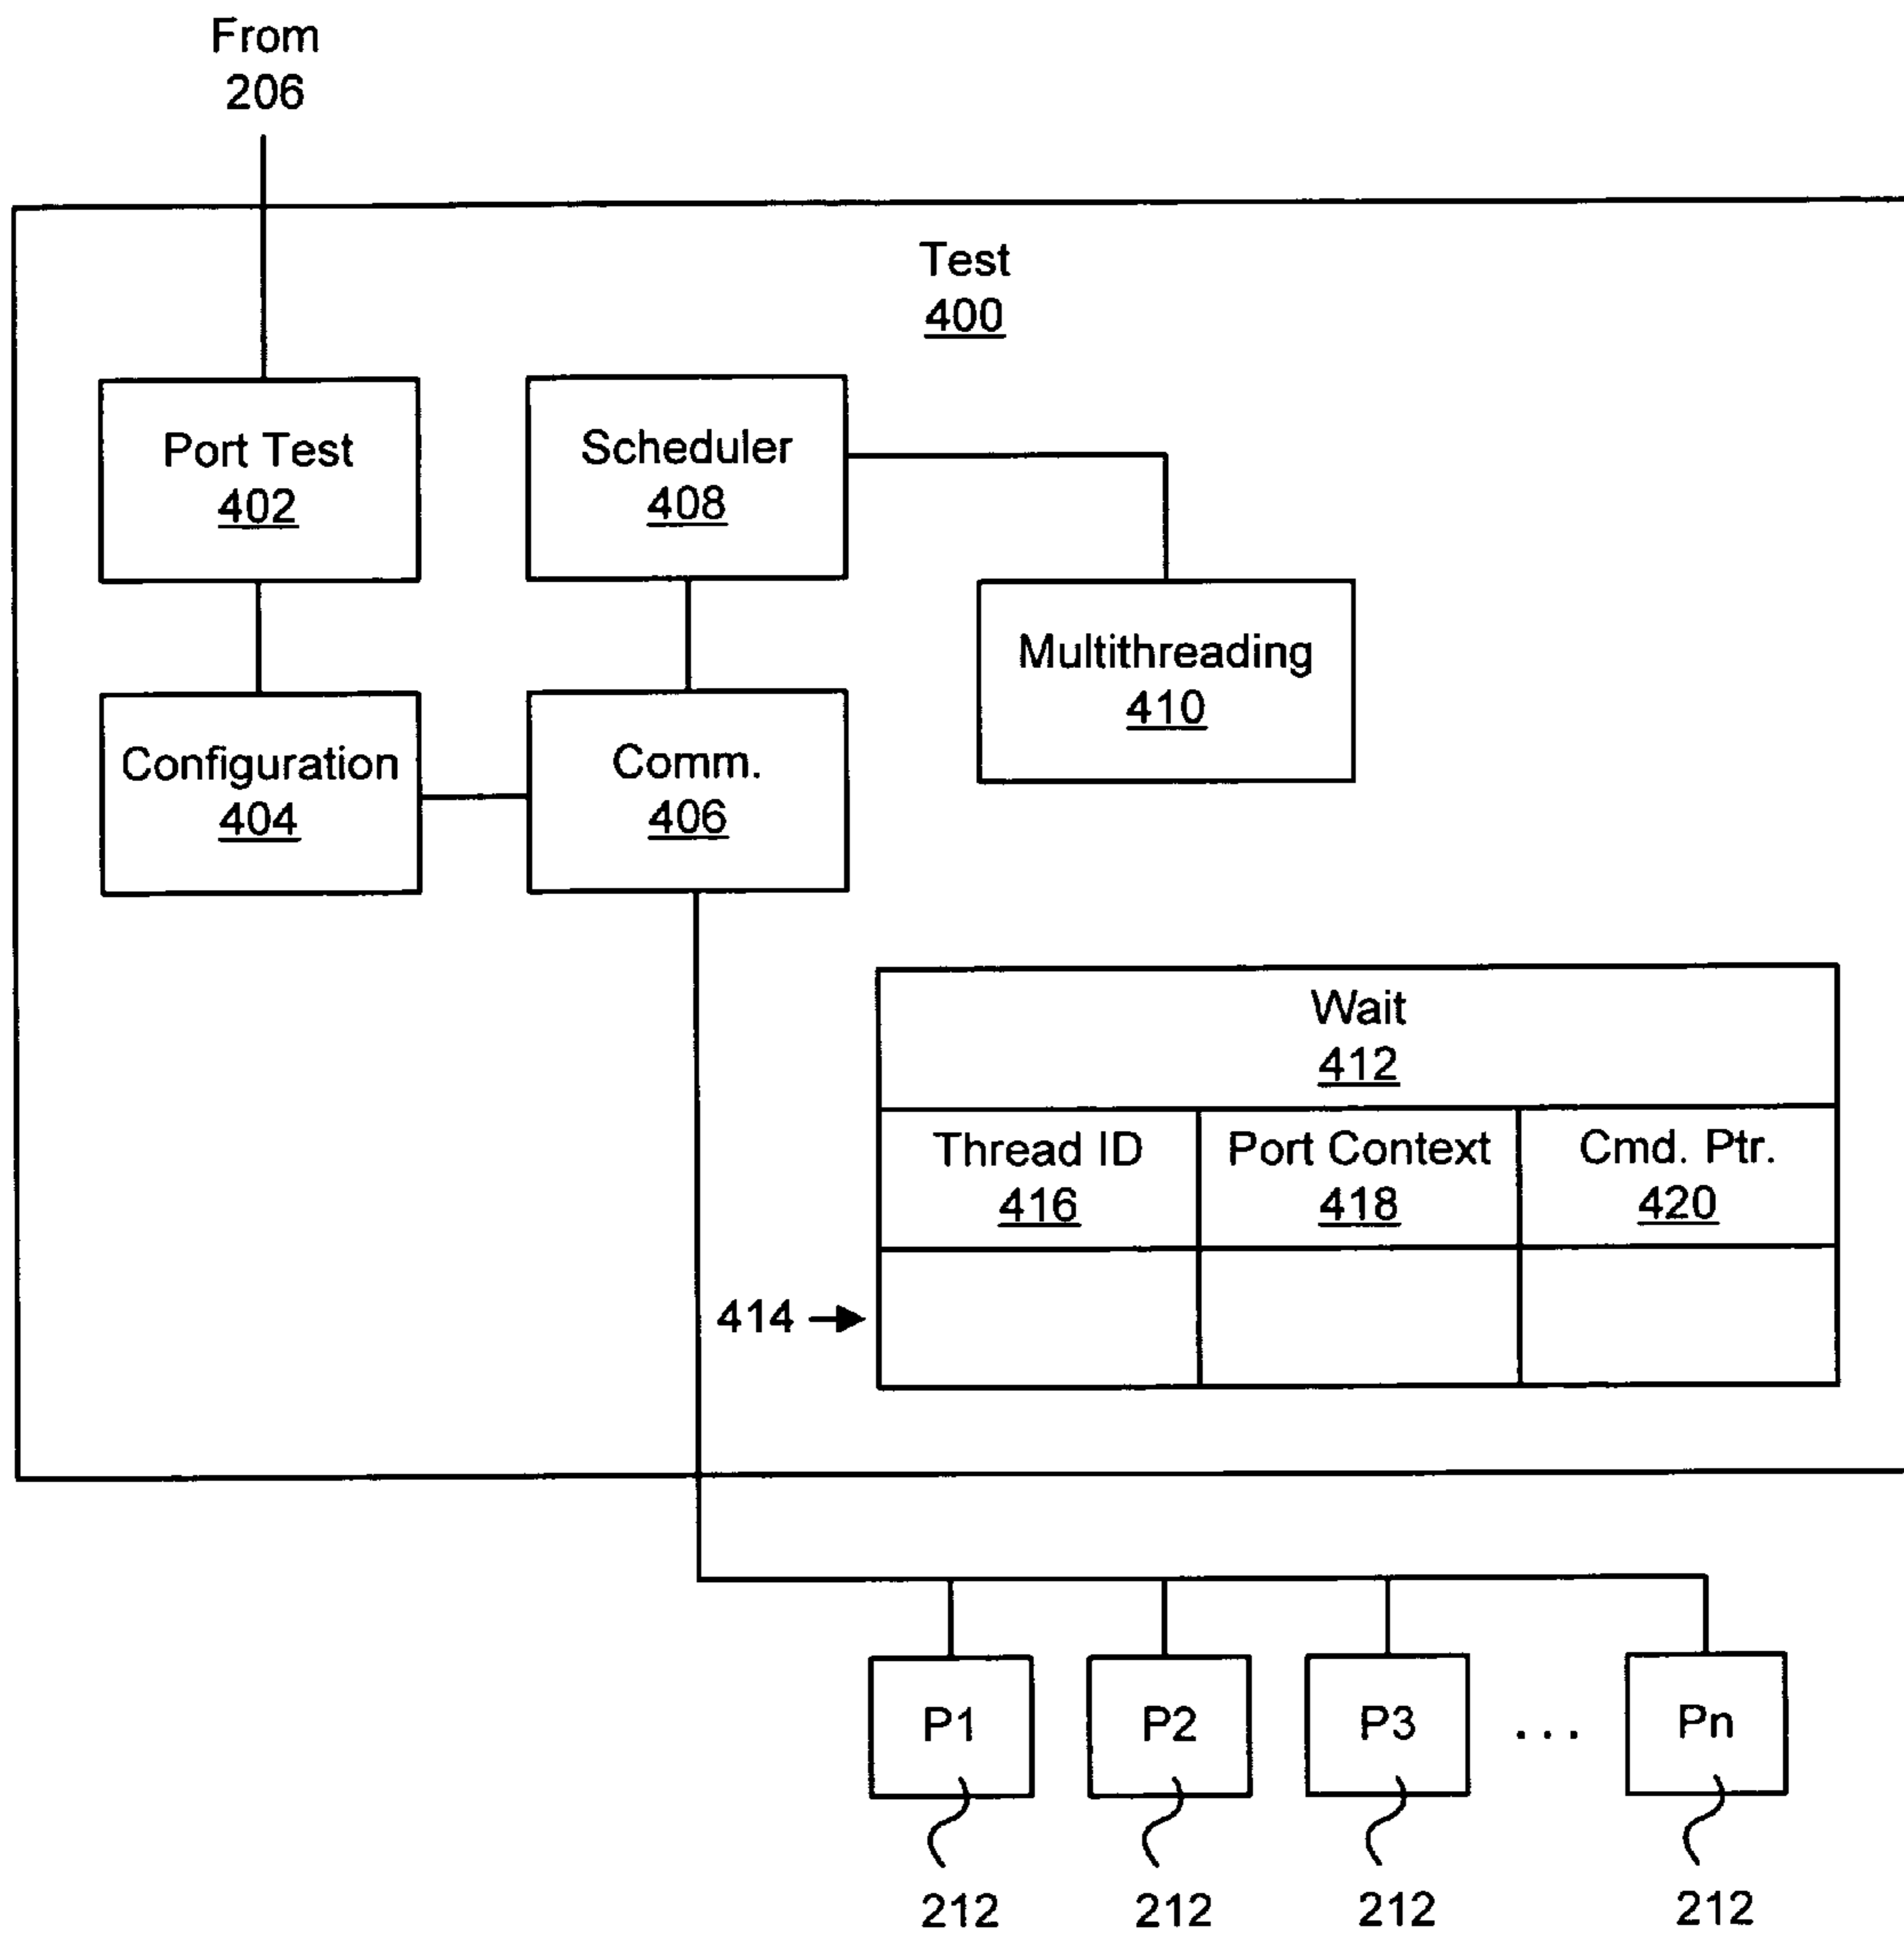 From
206
Test
400
Port Test
402
Scheduler
408
Multithreading
410
Configuration
404
Comm.
406
Wait
412
Thread ID
416
Port Context
418
Cmd. Ptr.
420
414
P1
P2
P3
. . .
Pn
212
212
212
212